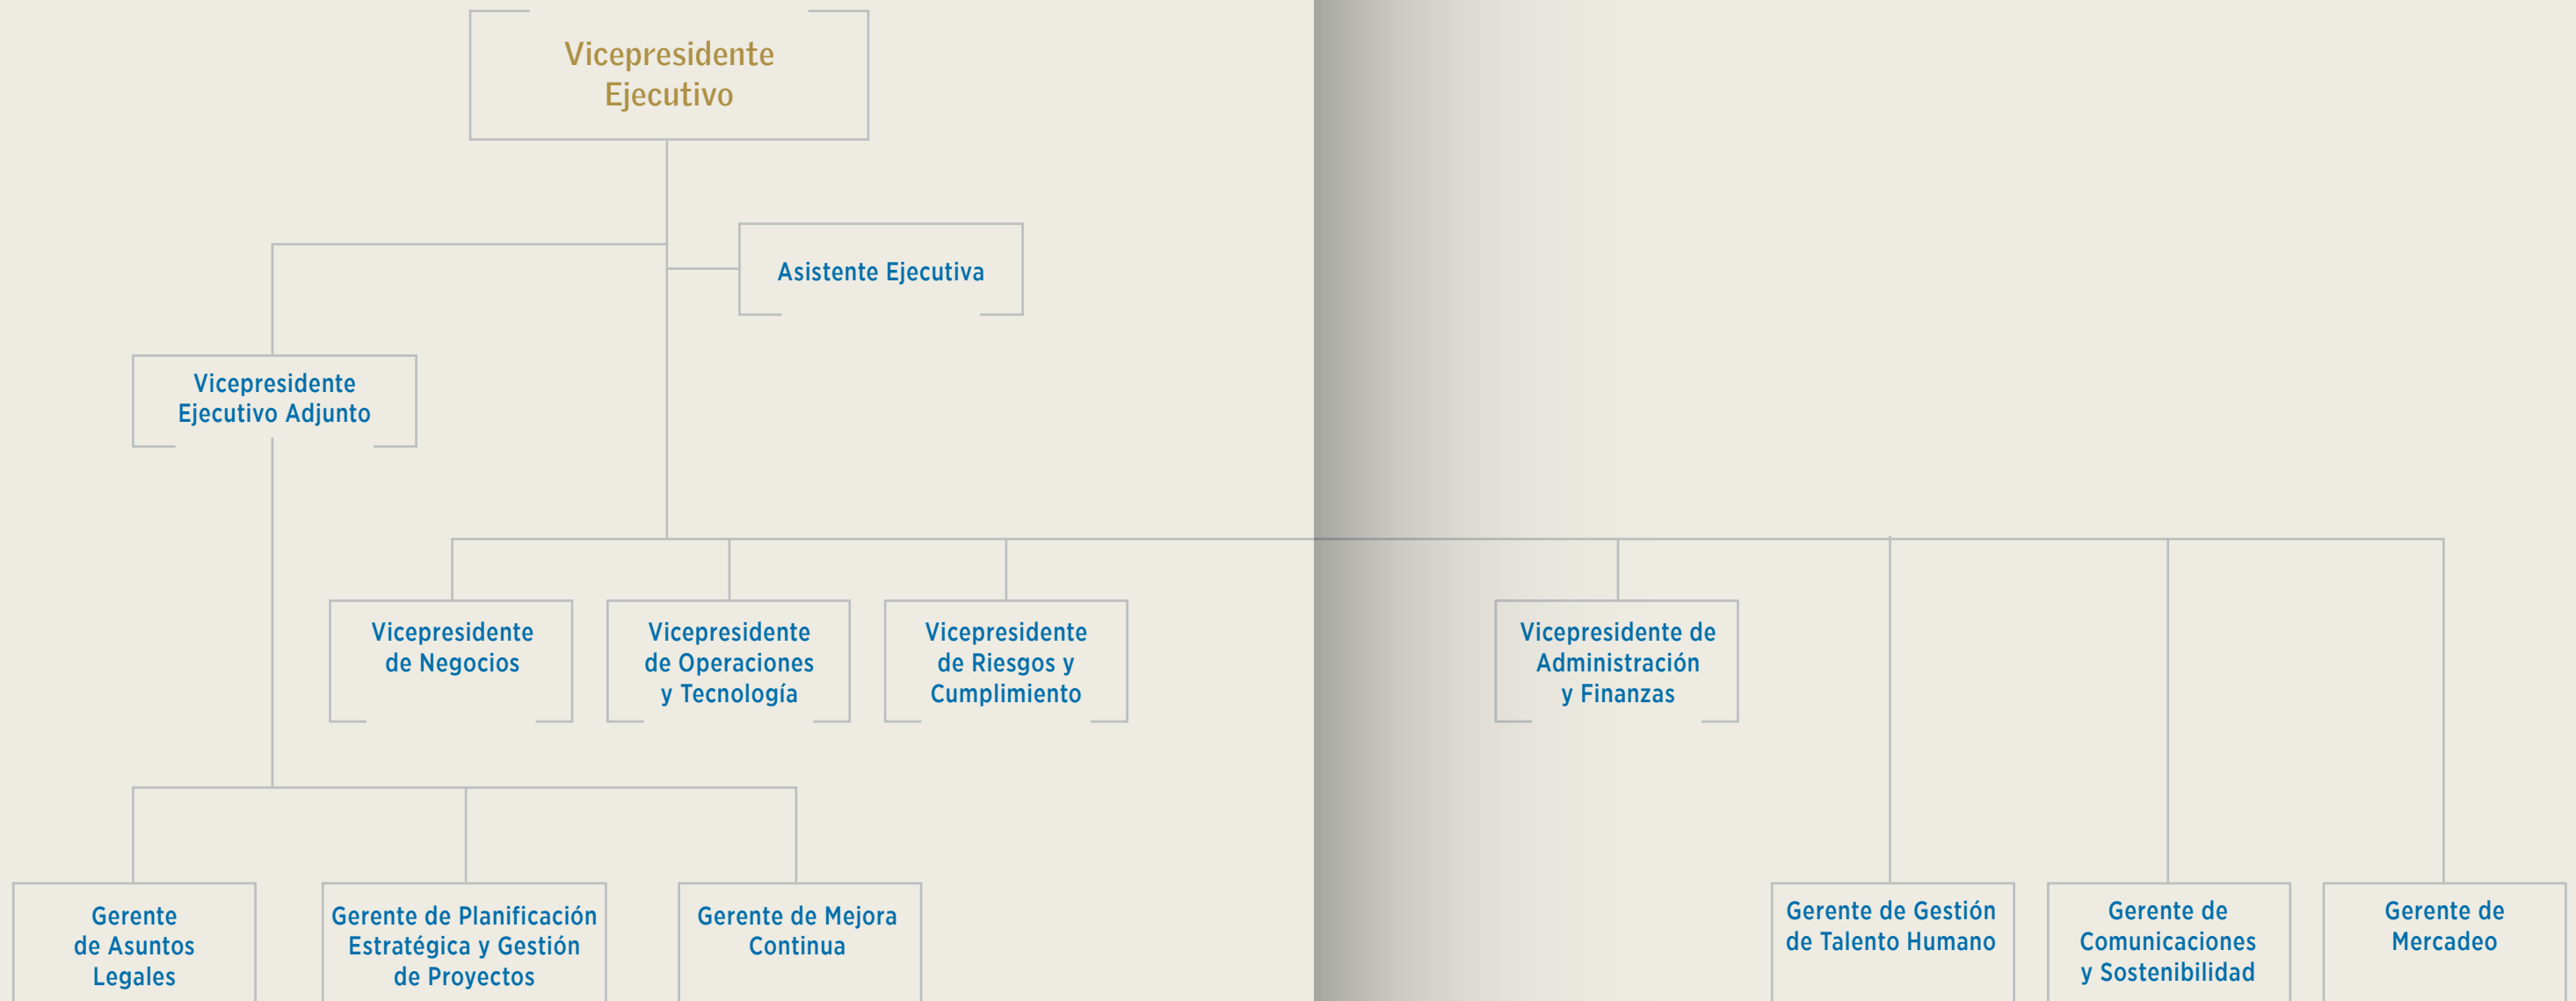 Vicepresidente
Ejecutivo
Asistente Ejecutiva
Vicepresidente
Ejecutivo Adjunto
Vicepresidente
de Negocios
Vicepresidente
de Operaciones
y Tecnología
Vicepresidente
de Riesgos y
Cumplimiento
Vicepresidente de
Administración
y Finanzas
Gerente
de Asuntos
Legales
Gerente de Planificación
Estratégica y Gestión
de Proyectos
Gerente de Mejora
Continua
Gerente de Gestión
de Talento Humano
Gerente de
Comunicaciones
y Sostenibilidad
Gerente de
Mercadeo